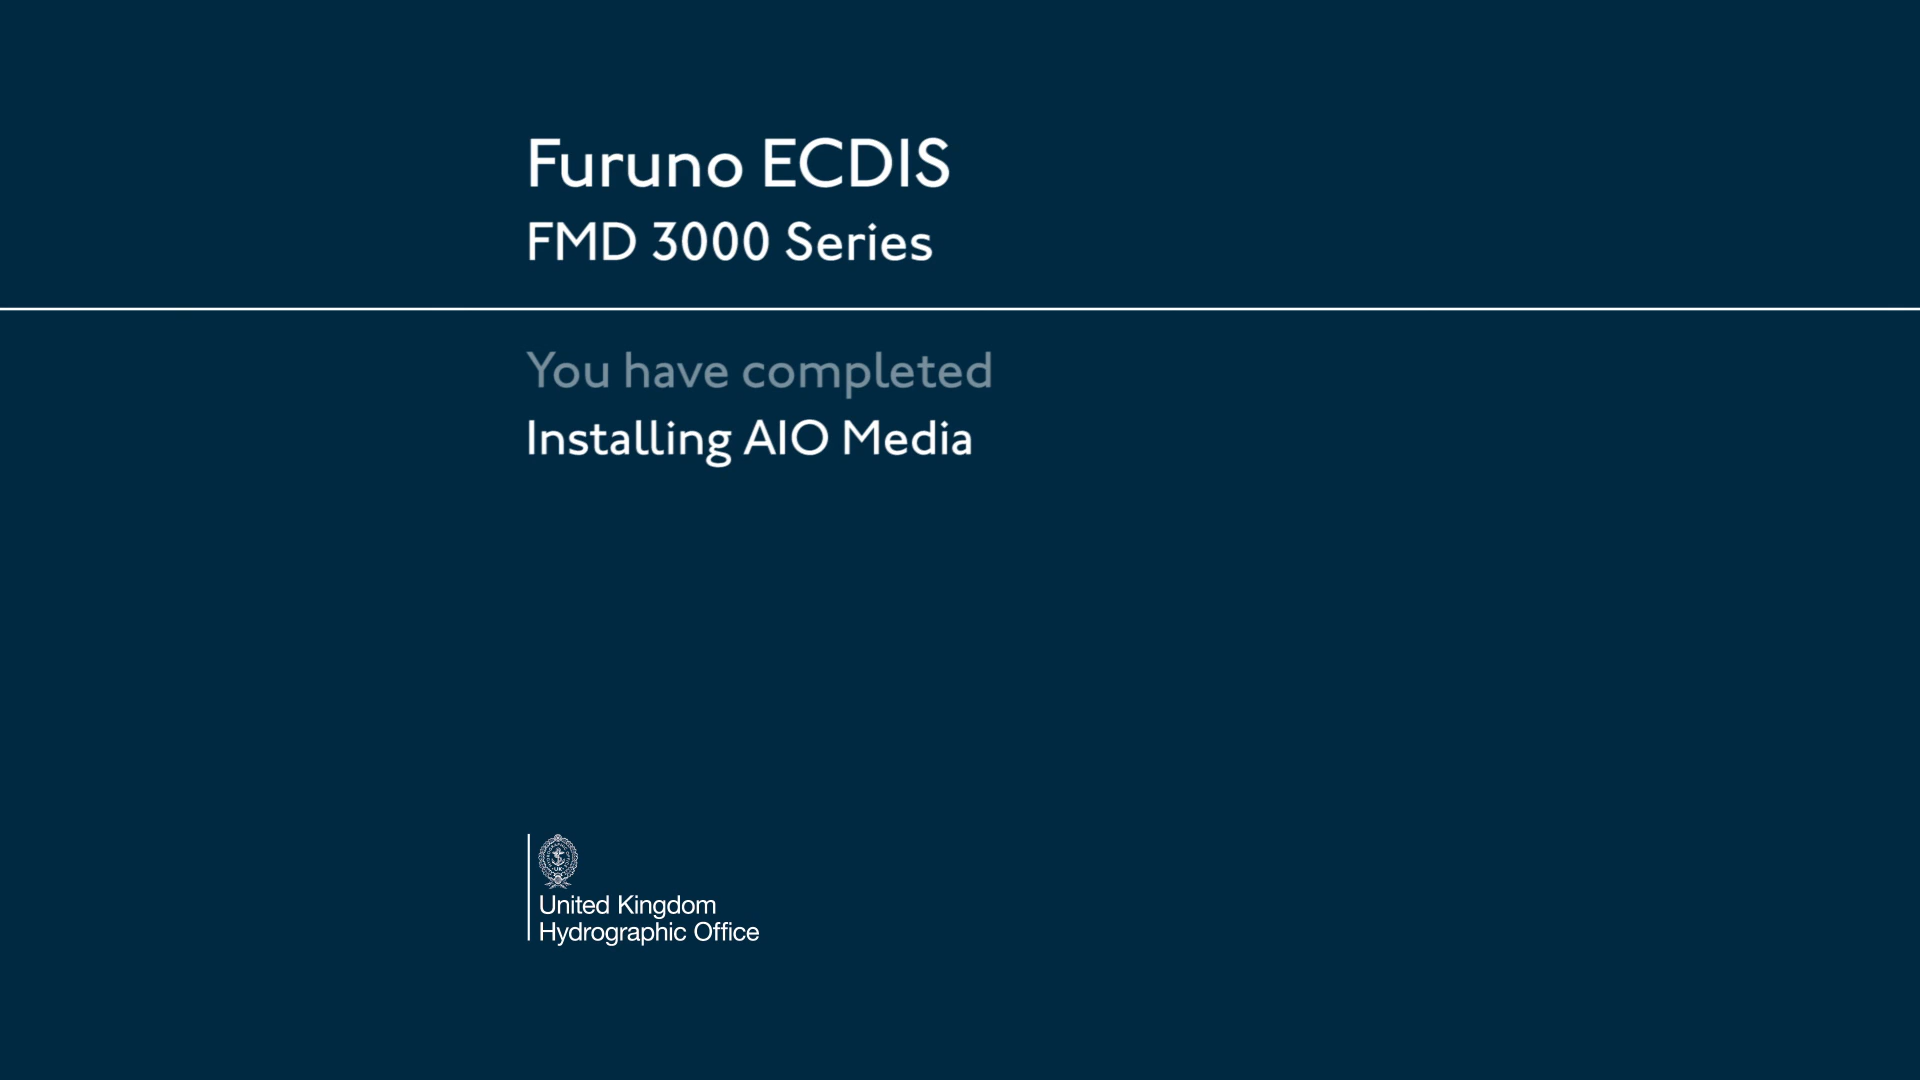 Furuno ECDIS
FMD 3000 Series
You have completed
Installing AIO Media
United Kingdom
Hydrographic Office